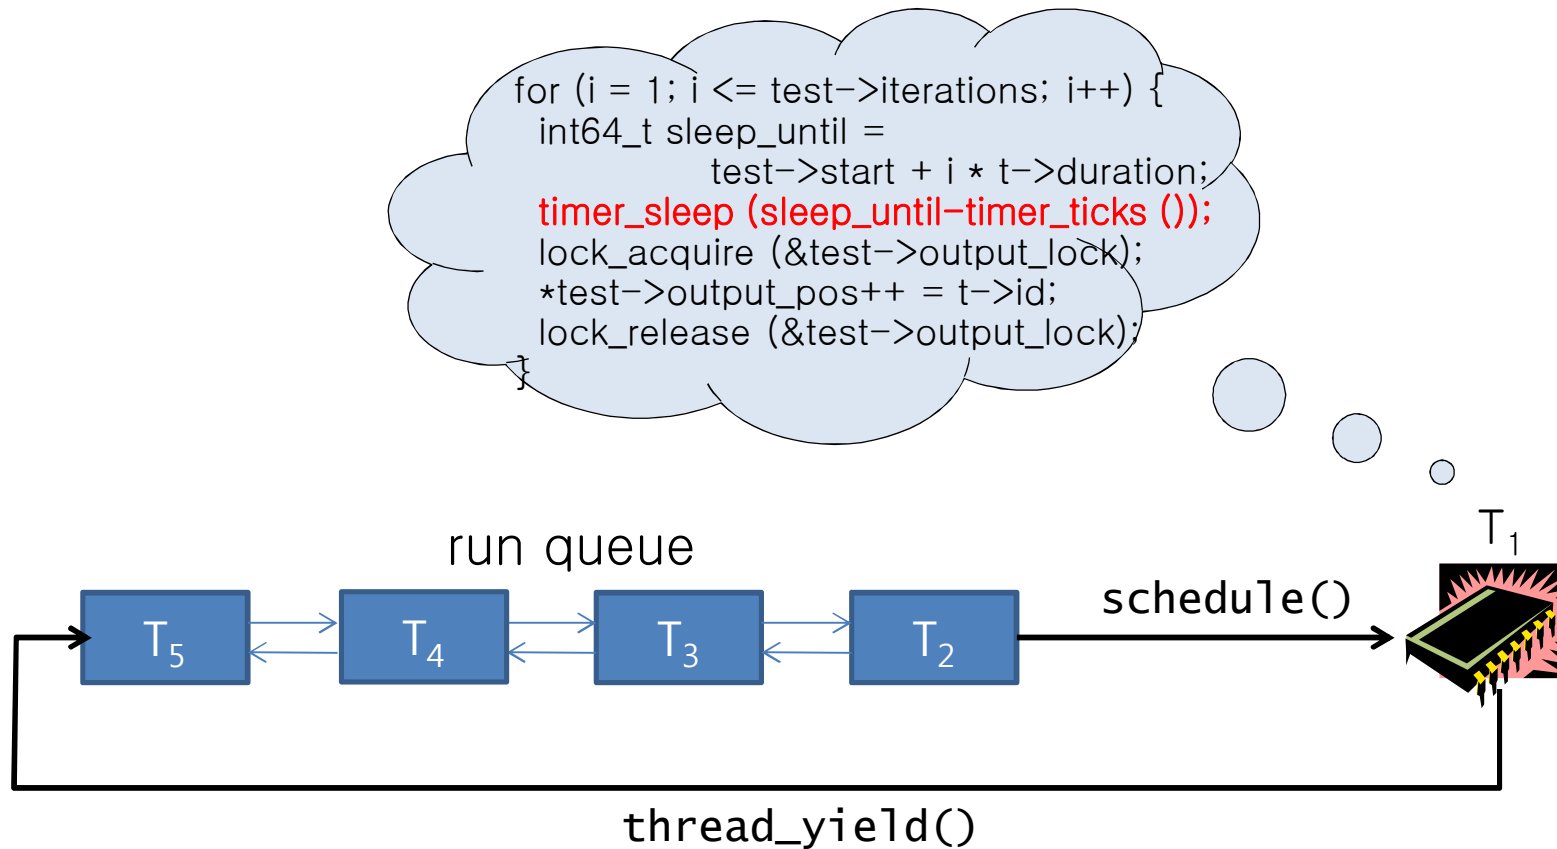 for (i = 1; i <= test->iterations; i++) {
int64_t sleep_until =
test->start + i * t->duration;
timer_sleep (sleep_until-timer_ticks ());
lock_acquire (&test->output_lock);
*test->output_pos++ = t->id;
lock_release (&test->output_lock);
}
T1
run queue
schedule()
T5 T4 T3 T2
thread_yield()